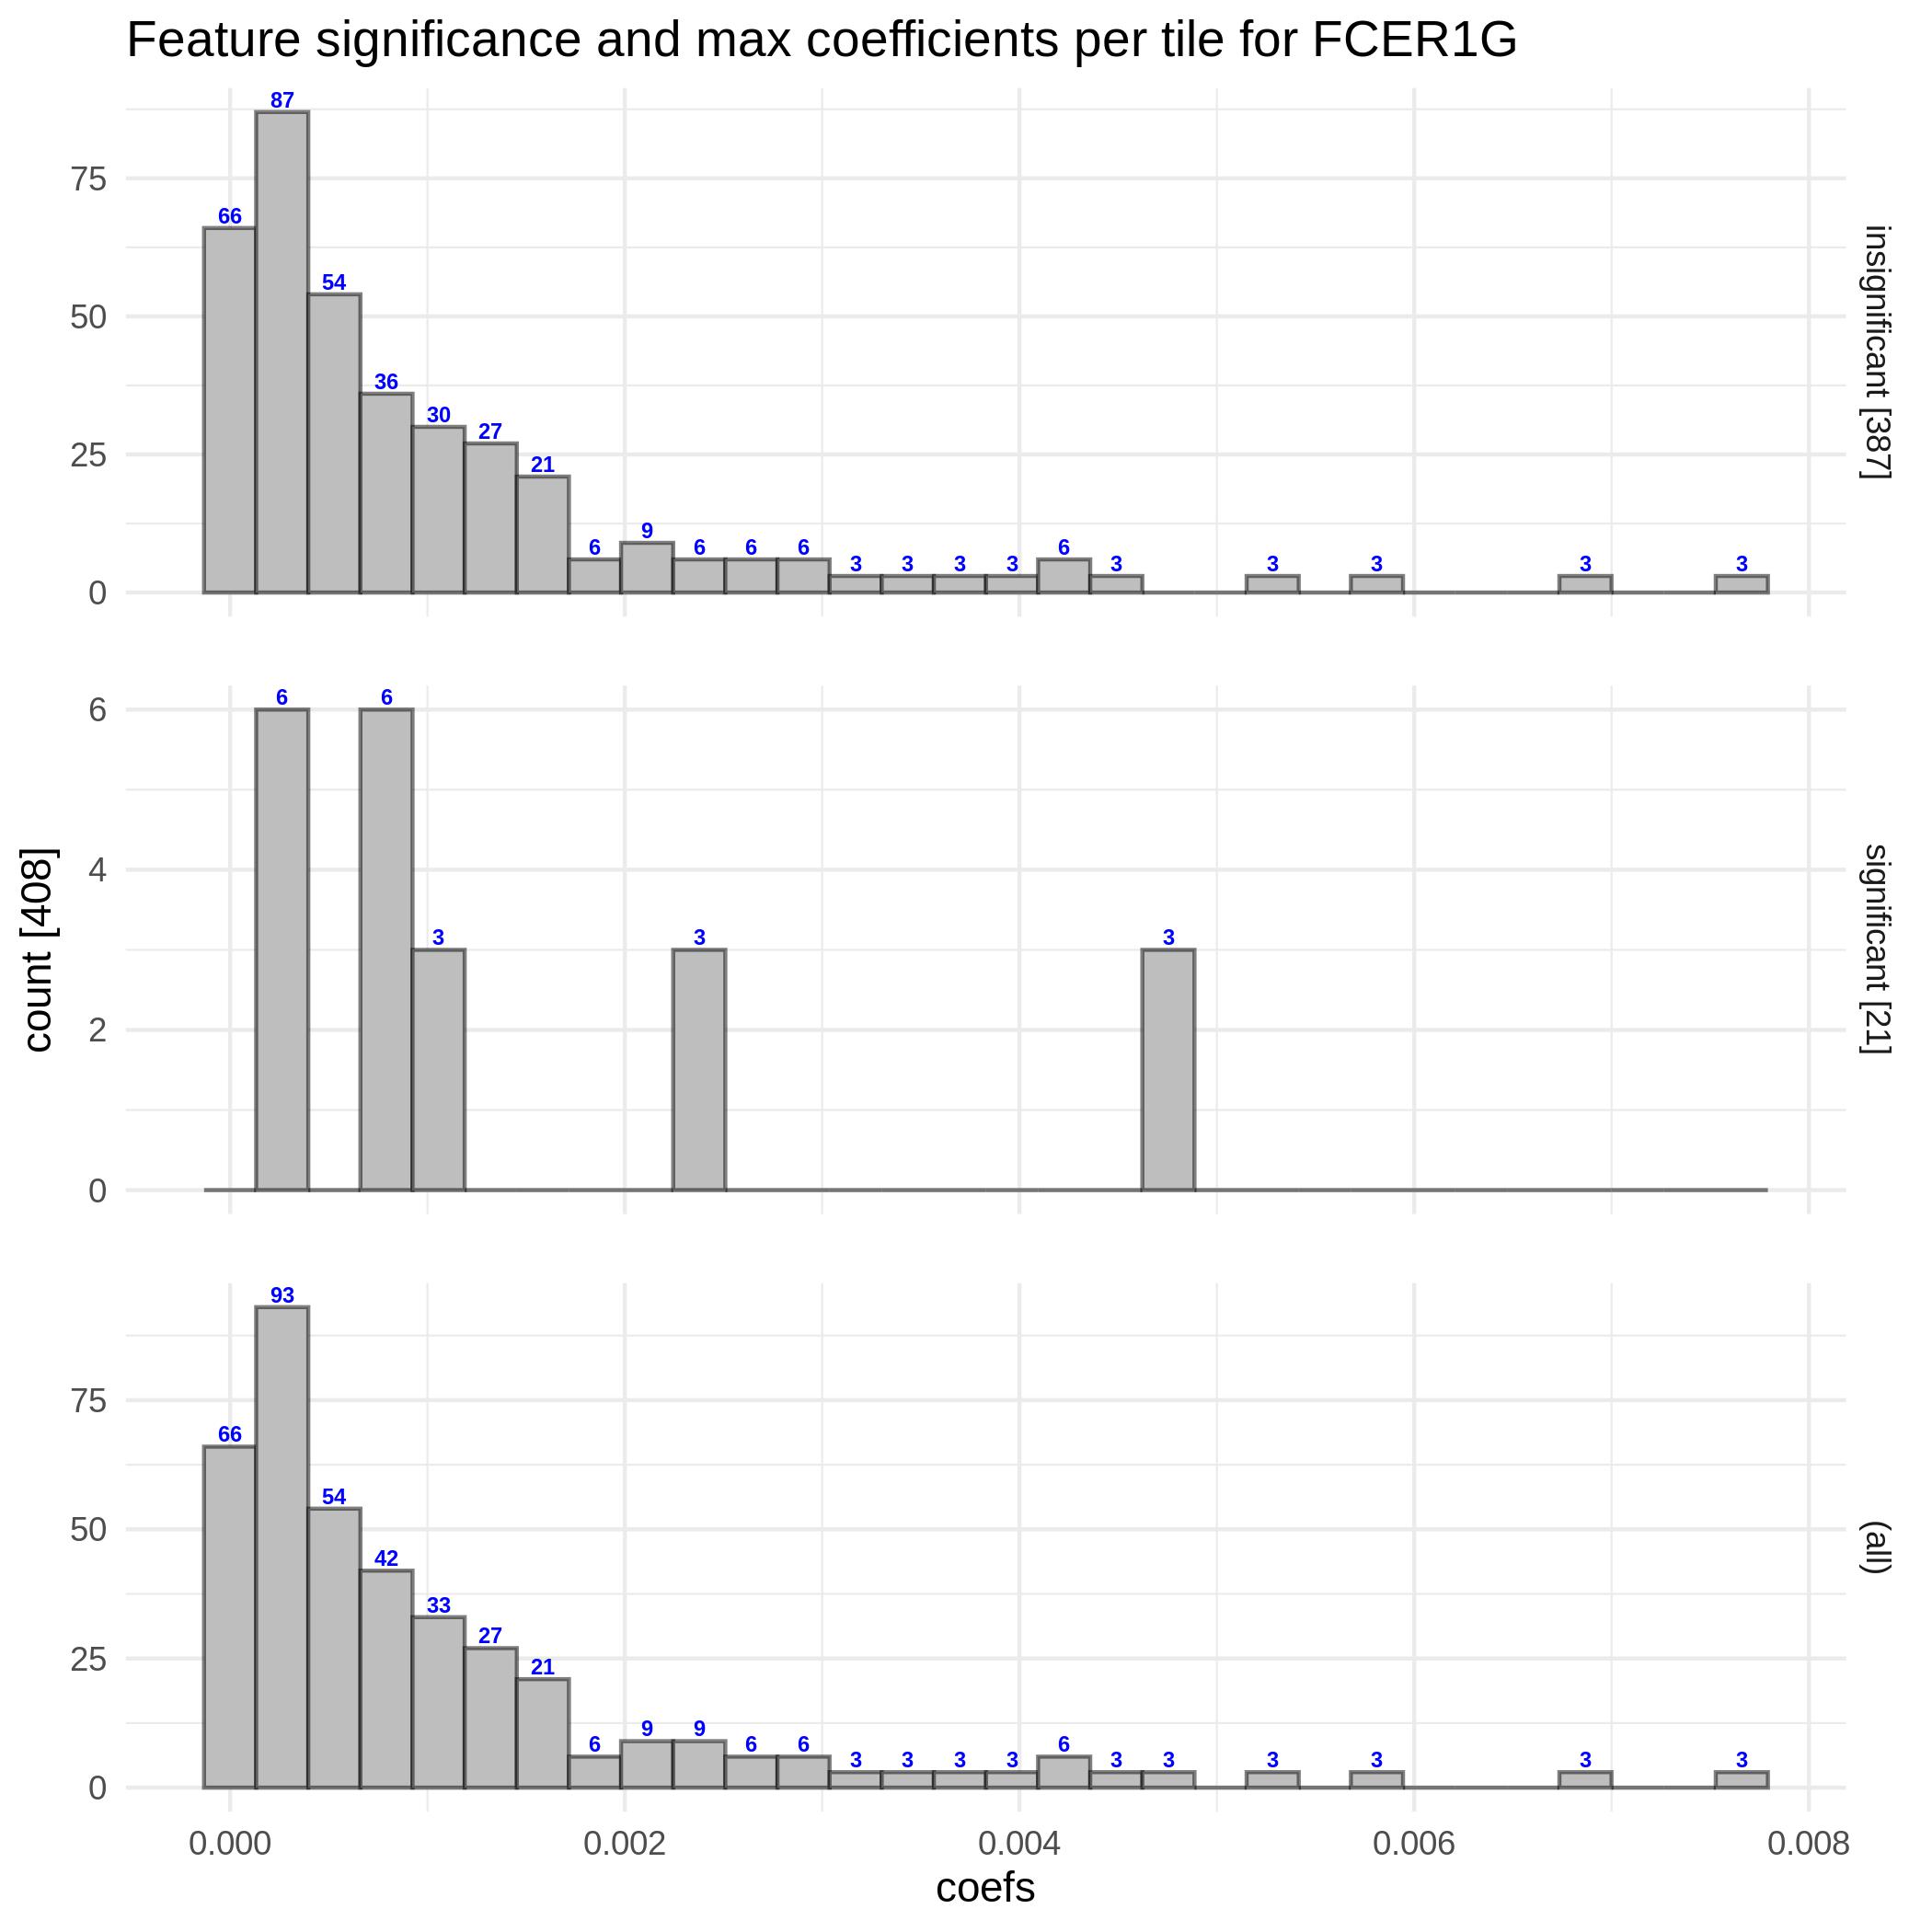 Feature significance and max coefficients per tile for FCER1G
87
75
66
54
50
36
30
27
25
21
6 9 6 6 6 3 3 3 3 6 3 3 3 3 3
0
insignificant [387]
6 6
6
4
3 3 3
2
0
significant [21]
count [408]
93
75
66
54
50
42
33
27
25
21
6 9 9 6 6 3 3 3 3 6 3 3 3 3 3 3
0
(all)
0.000 0.002 0.004 0.006 0.008
coefs